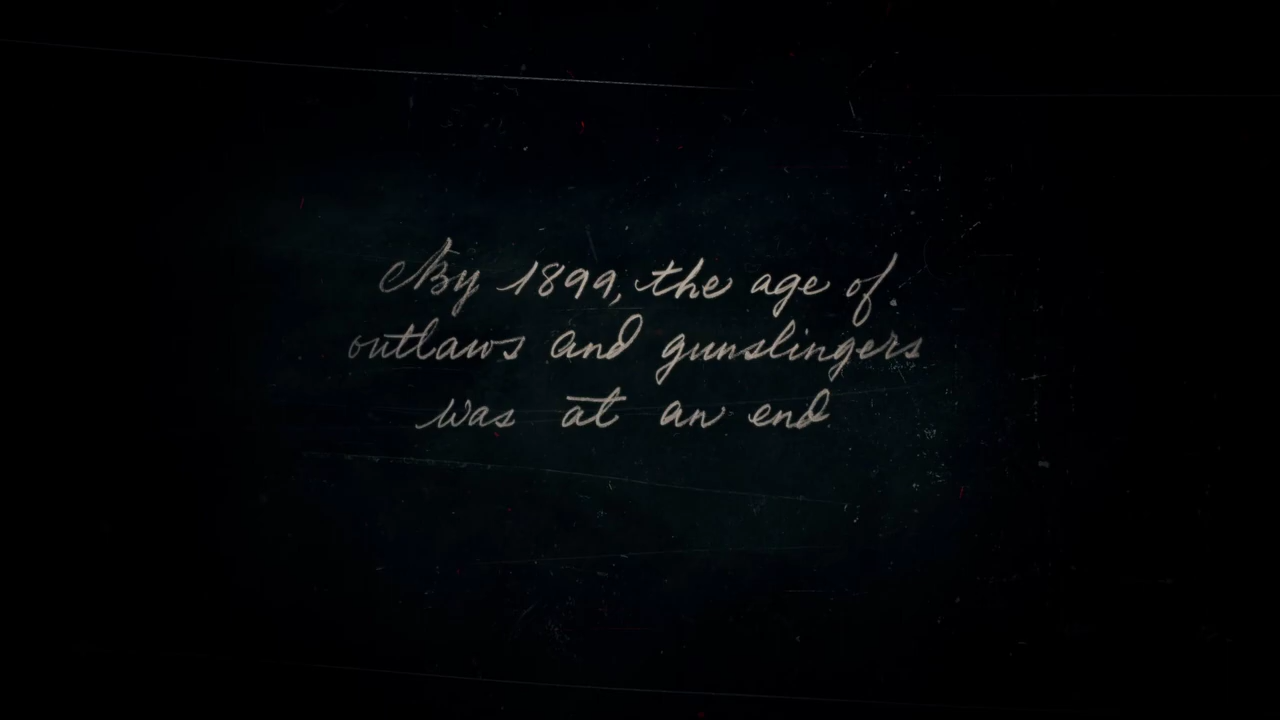 By 1899, the age of
outlaws and gunslingers
was at an end